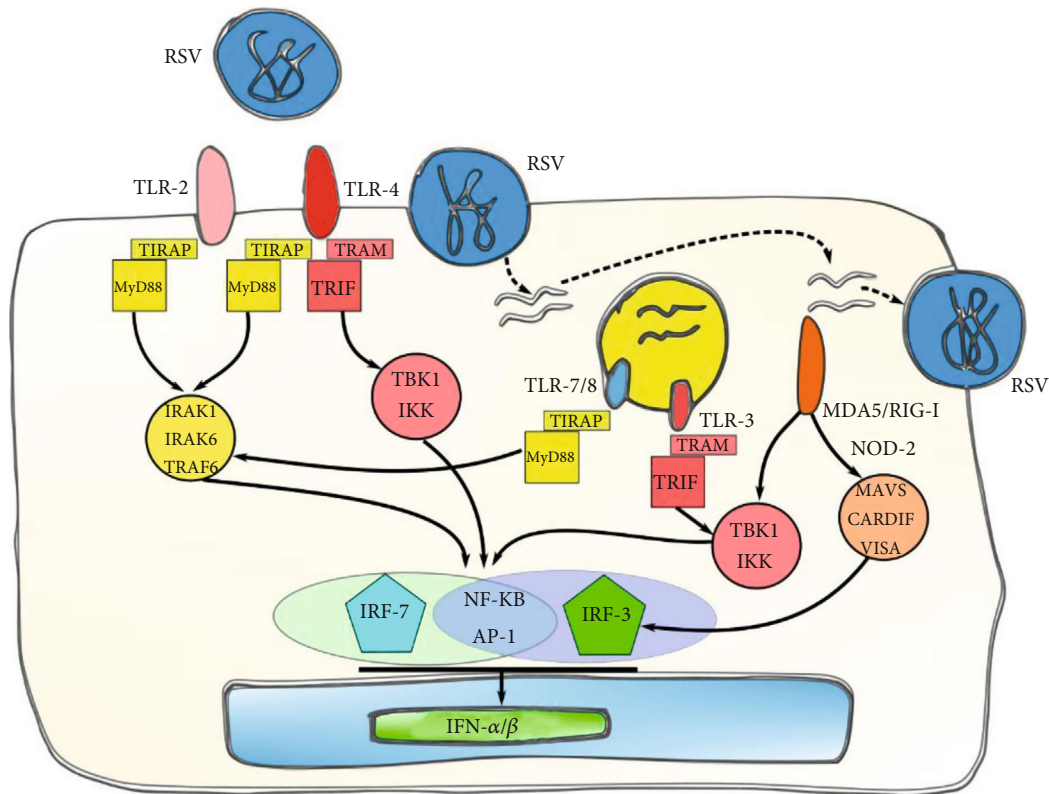 RSV
RSV
TLR-2
TLR-4
TIRAP
MyD88
TIRAP
MyD88
TRAM
TRIF
TBK1
IKK
IRAK1
IRAK6
TRAF6
TLR-7/8
TIRAP
MyD88
TLR-3
TRAM
TRIF
TBK1
IKK
MDA5/RIG-I
NOD-2
MAVS
CARDIF
VISA
RSV
IRF-7
NF-KB
AP-1
IRF-3
IFN-α/β